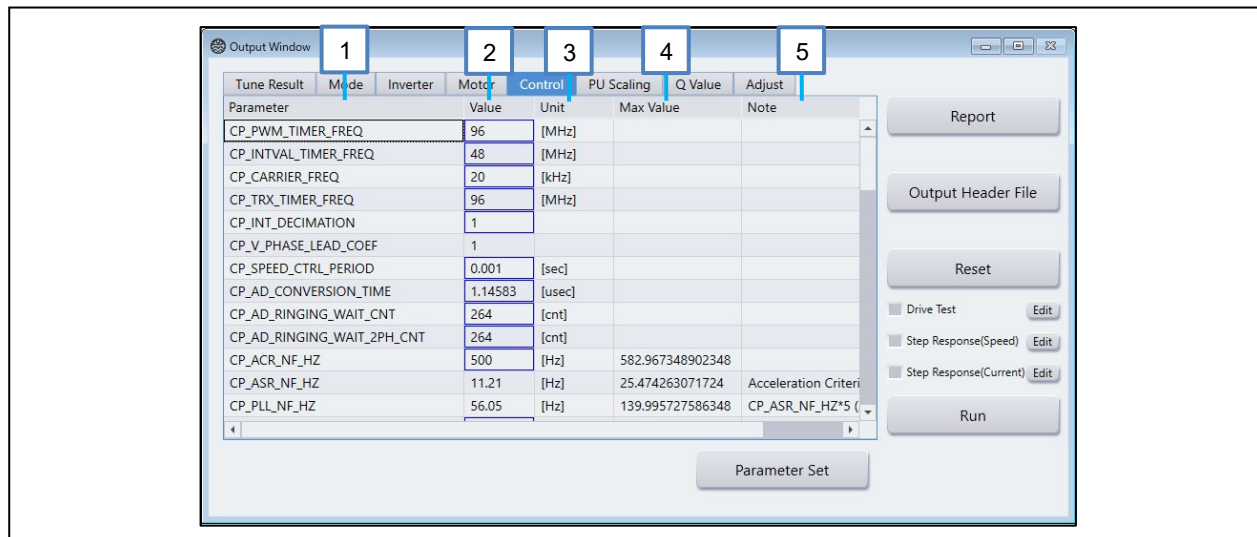 Output Window
1 2 3 4 5
Tune Result Mode Inverter Motor Control PU Scaling Q Value Adjust
Parameter Value Unit Max Value Note
CP_PWM_TIMER_FREQ 96 [MHz]
CP_INTVAL_TIMER_FREQ 48 [MHz]
CP_CARRIER_FREQ 20 [kHz]
CP_TRX_TIMER_FREQ 96 [MHz]
CP_INT_DECIMATION 1
CP_V_PHASE_LEAD_COEF 1
CP_SPEED_CTRL_PERIOD 0.001 [sec]
CP_AD_CONVERSION_TIME 1.14583 [usec]
CP_AD_RINGING_WAIT_CNT 264 [cnt]
CP_AD_RINGING_WAIT_2PH_CNT 264 [cnt]
CP_ACR_NF_HZ 500 [Hz] 582.967348902348
CP_ASR_NF_HZ 11.21 [Hz] 25.474263071724 Acceleration Criteri
CP_PLL_NF_HZ 56.05 [Hz] 139.995727586348 CP_ASR_NF_HZ*5 (
Report
Output Header File
Reset
Drive Test Edit
Step Response(Speed) Edit
Step Response(Current) Edit
Run
Parameter Set